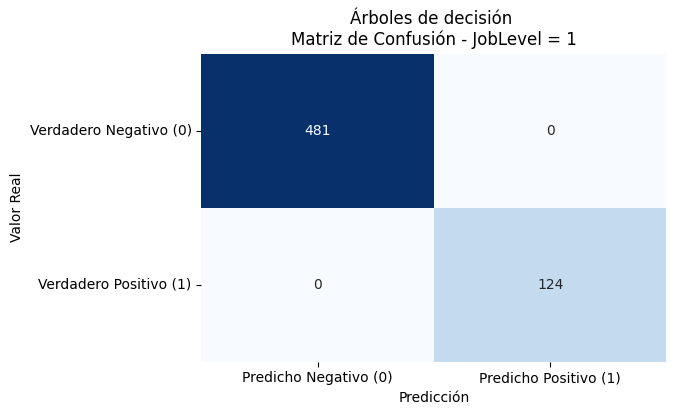 Árboles de decisión
Matriz de Confusión - JobLevel = 1
Verdadero Negativo (0)
481
0
Valor Real
Verdadero Positivo (1)
0
124
Predicho Negativo (0)
Predicho Positivo (1)
Predicción